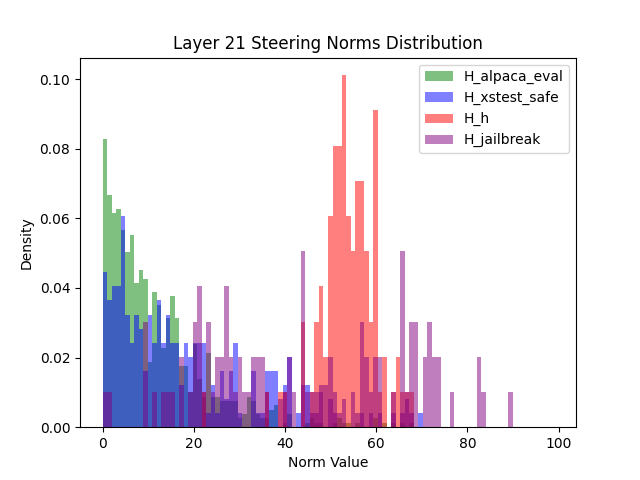 Layer 21 Steering Norms Distribution
H_alpaca_eval
H_xstest_safe
H_h
H_jailbreak
Density
0.10
0.08
0.06
0.04
0.02
0.00
0 20 40 60 80 100
Norm Value